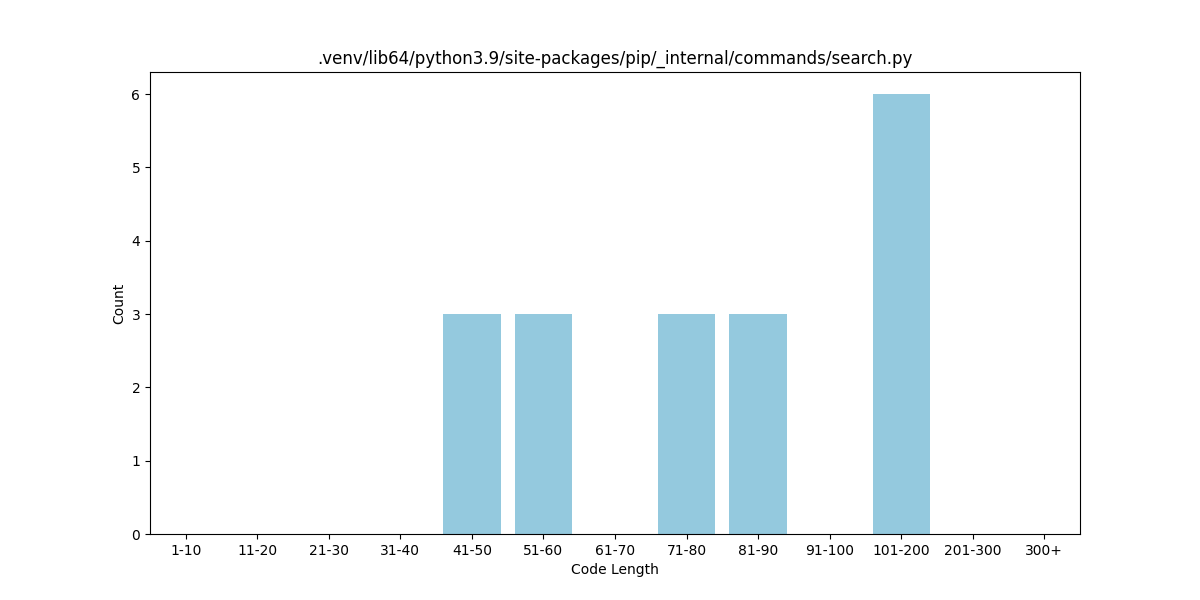 .venv/lib64/python3.9/site-packages/pip/_internal/commands/search.py
6
5
4
3
2
1
0
Count
1-10 11-20 21-30 31-40 41-50 51-60 61-70 71-80 81-90 91-100 101-200 201-300 300+
Code Length